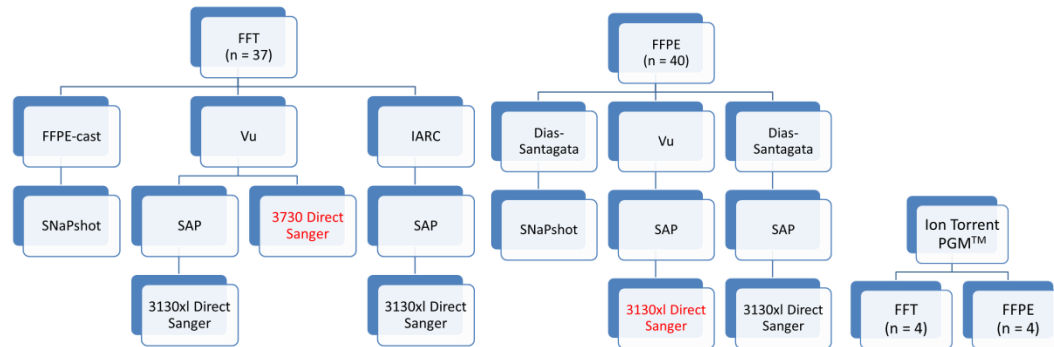 FFT
(n = 37)
FFPE-cast
Vu
IARC
SNaPshot
SAP
3730 Direct
Sanger
SAP
3130xl Direct
Sanger
3130xl Direct
Sanger
FFPE
(n = 40)
Dias-
Santagata
Vu
Dias-
Santagata
SNaPshot
SAP
SAP
3130xl Direct
Sanger
3130xl Direct
Sanger
Ion Torrent
PGM™
FFT
(n = 4)
FFPE
(n = 4)